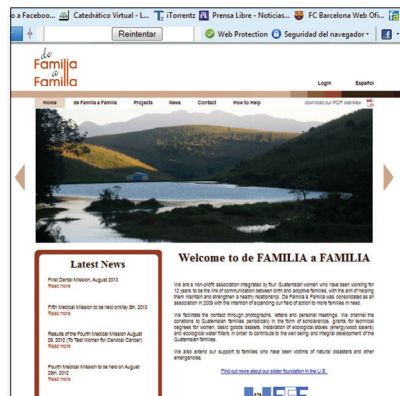 o a Faceboo... Catedrático Virtual - L... iTorrentz Prensa Libre - Noticias... FC Barcelona Web Ofi...
Reintentar Web Protection Seguridad del navegador
de
Familia
a
Familia
Login Español
Home de Familia a Familia Projects News Contact How to Help download our PDF overview
Latest News
First Dental Mission, August 2013
Read more
Fifth Medical Mission to be held onMay 8th, 2013
Read more
Results of the Fourth Medical Mission August
29, 2012 (To Test Women for Cervical Cancer)
Read more
Fourth Medical Mission to be held on August
29th, 2012
Read more
Welcome to de FAMILIA a FAMILIA
We are a non-profit association integrated by four Guatemalan women who have been working for
12 years to be the link of communication between birth and adoptive families, with the aim of helping
them maintain and strengthen a healthy relationship. De Familia a Familia was consolidated as an
association in 2009 with the intention of expanding our field of action to more families in need.
We facilitate the contact through photographs, letters and personal meetings. We channel the
donations to Guatemalan families periodically in the form of scholarships, grants for technical
degrees for women, basic goods baskets, installation of ecological stoves (energy/wood savers)
and ecological water filters in order to contribute to the well being and integral development of the
Guatemalan families.
We also extend our support to families who have been victims of natural disasters and other
emergencies.
Find out more about our sister foundation in the U.S.